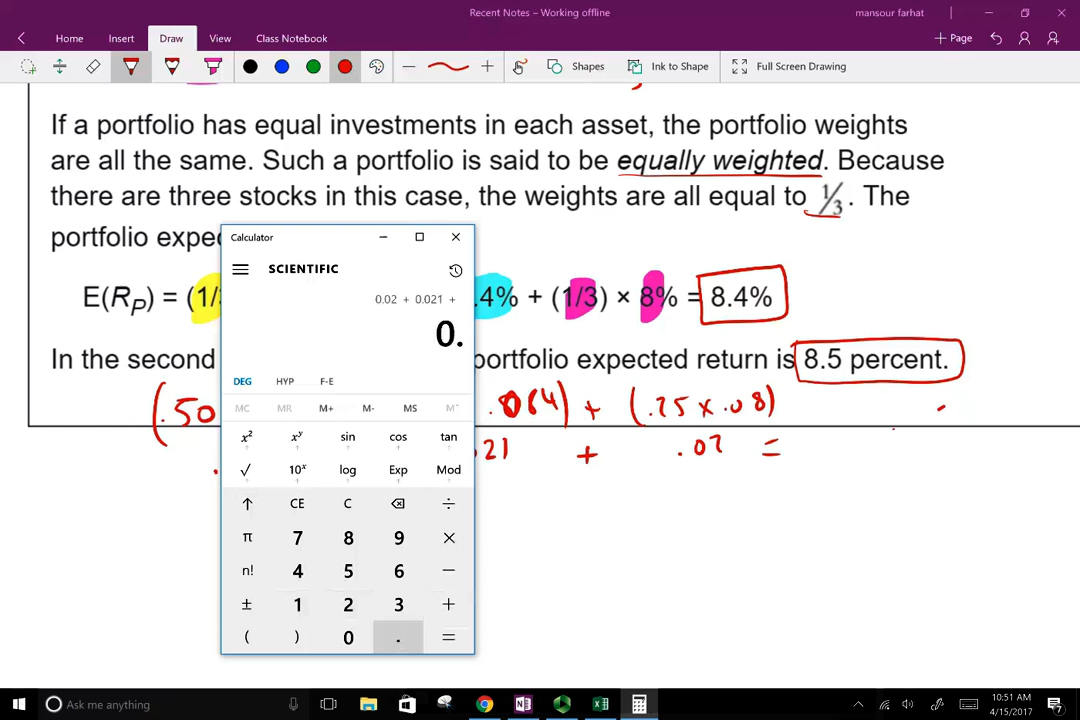 Recent Notes – Working offline
mansour farhat
Home Insert Draw View Class Notebook
Page
Shapes Ink to Shape Full Screen Drawing
If a portfolio has equal investments in each asset, the portfolio weights
are all the same. Such a portfolio is said to be equally weighted. Because
there are three stocks in this case, the weights are all equal to 1/3. The
portfolio expe
Calculator
SCIENTIFIC
0.02 + 0.021 +
0.
E(RP) = (1/ .4% + (1/3) × 8% = 8.4%
In the second portfolio expected return is 8.5 percent.
DEG HYP F-E
(.50 .084) + (.25 x .08)
MC MR M+ M- MS M˅
.21 + .02 =
x² xʸ sin cos tan
√ 10ˣ log Exp Mod
↑ CE C ÷
π 7 8 9 ×
n! 4 5 6 −
± 1 2 3 +
( ) 0 . =
Ask me anything
10:51 AM
4/15/2017
7